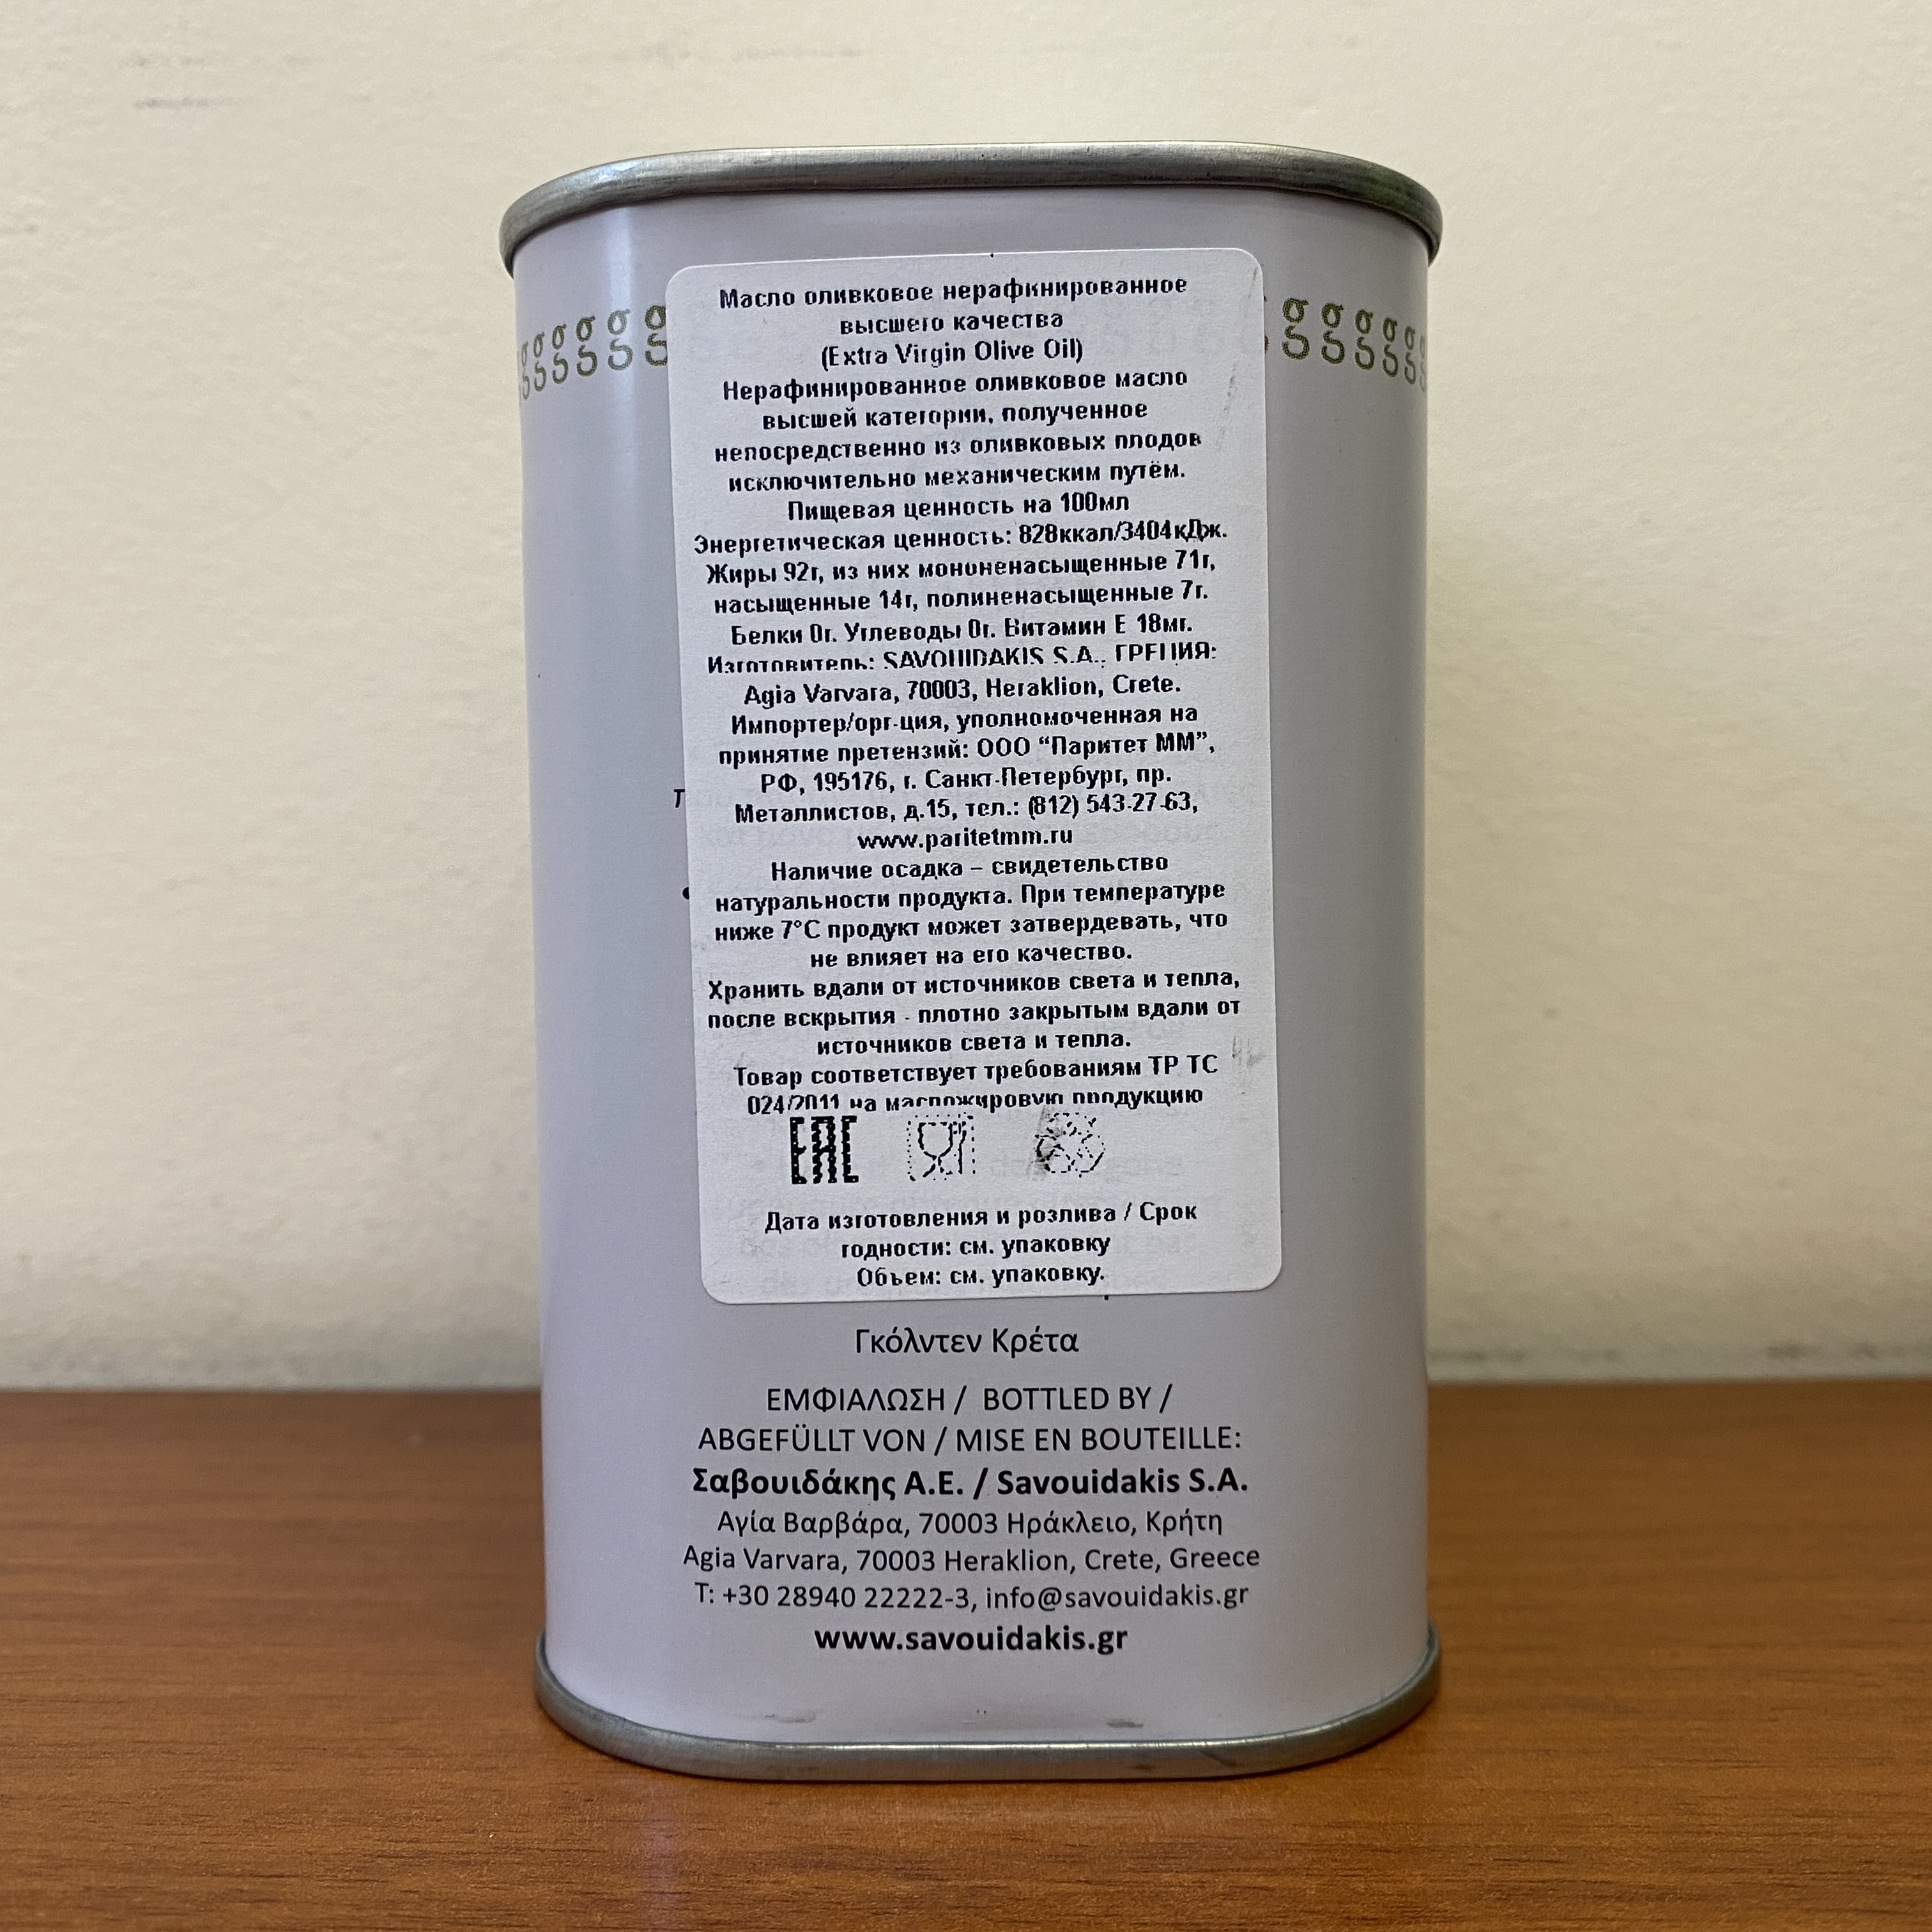 g g g g g g g g g g g
Масло оливковое нерафинированное
высшего качества
(Extra Virgin Olive Oil)
Нерафинированное оливковое масло
высшей категории, полученное
непосредственно из оливковых плодов
исключительно механическим путём.
Пищевая ценность на 100мл
Энергетическая ценность: 828ккал/3404кДж.
Жиры 92г, из них мононенасыщенные 71г,
насыщенные 14г, полиненасыщенные 7г.
Белки 0г. Углеводы 0г. Витамин Е 18мг.
Изготовитель: SAVOUIDAKIS S.A., ГРЕЦИЯ:
Agia Varvara, 70003, Heraklion, Crete.
Импортер/орг-ция, уполномоченная на
принятие претензий: ООО “Паритет ММ”,
РФ, 195176, г. Санкт-Петербург, пр.
Металлистов, д.15, тел.: (812) 543-27-63,
www.paritetmm.ru
Наличие осадка – свидетельство
натуральности продукта. При температуре
ниже 7°С продукт может затвердевать, что
не влияет на его качество.
Хранить вдали от источников света и тепла,
после вскрытия - плотно закрытым вдали от
источников света и тепла.
Товар соответствует требованиям ТР ТС
024/2011 на масложировую продукцию
EAC
Дата изготовления и розлива / Срок
годности: см. упаковку
Объем: см. упаковку.
Γκόλντεν Κρέτα
ΕΜΦΙΑΛΩΣΗ / BOTTLED BY /
ABGEFÜLLT VON / MISE EN BOUTEILLE:
Σαβουιδάκης Α.Ε. / Savouidakis S.A.
Αγία Βαρβάρα, 70003 Ηράκλειο, Κρήτη
Agia Varvara, 70003 Heraklion, Crete, Greece
T: +30 28940 22222-3, info@savouidakis.gr
www.savouidakis.gr